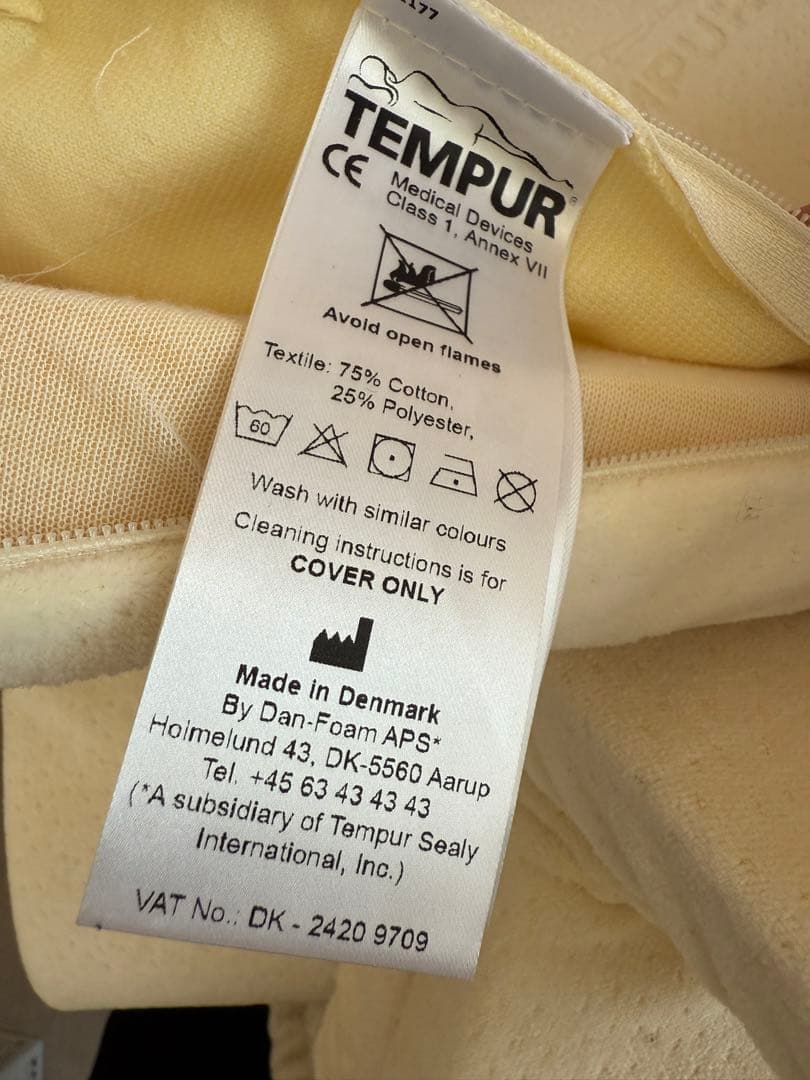 1177
TEMPUR®
CE
Medical Devices
Class 1, Annex VII
Avoid open flames
Textile: 75% Cotton,
25% Polyester,
60
Wash with similar colours
Cleaning instructions is for
COVER ONLY
Made in Denmark
By Dan-Foam APS*
Holmelund 43, DK-5560 Aarup
Tel. +45 63 43 43 43
(*A subsidiary of Tempur Sealy
International, Inc.)
VAT No.: DK - 2420 9709